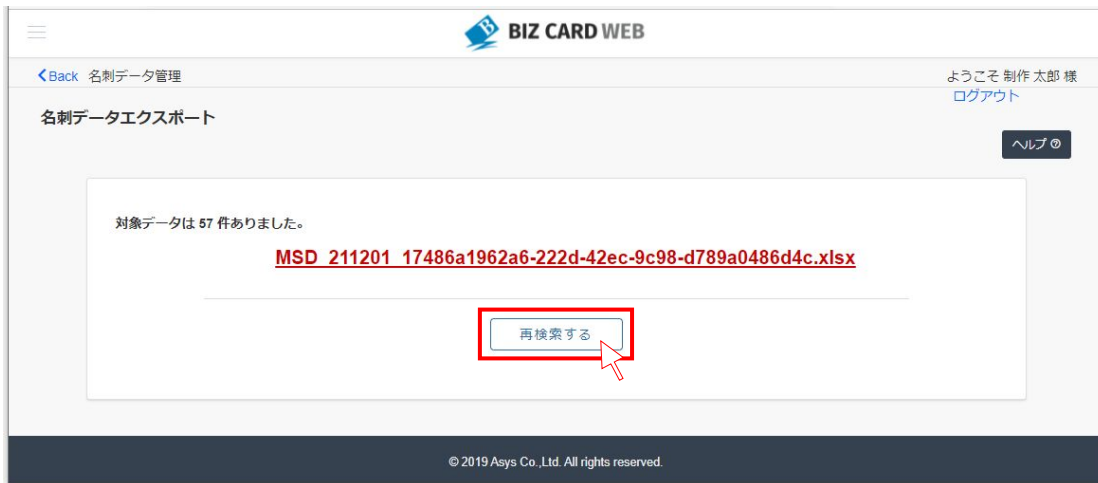 BIZ CARD WEB
Back 名刺データ管理
ようこそ 制作 太郎 様
ログアウト
名刺データエクスポート
ヘルプ
対象データは 57 件ありました。
MSD_211201_17486a1962a6-222d-42ec-9c98-d789a0486d4c.xlsx
再検索する
© 2019 Asys Co.,Ltd. All rights reserved.